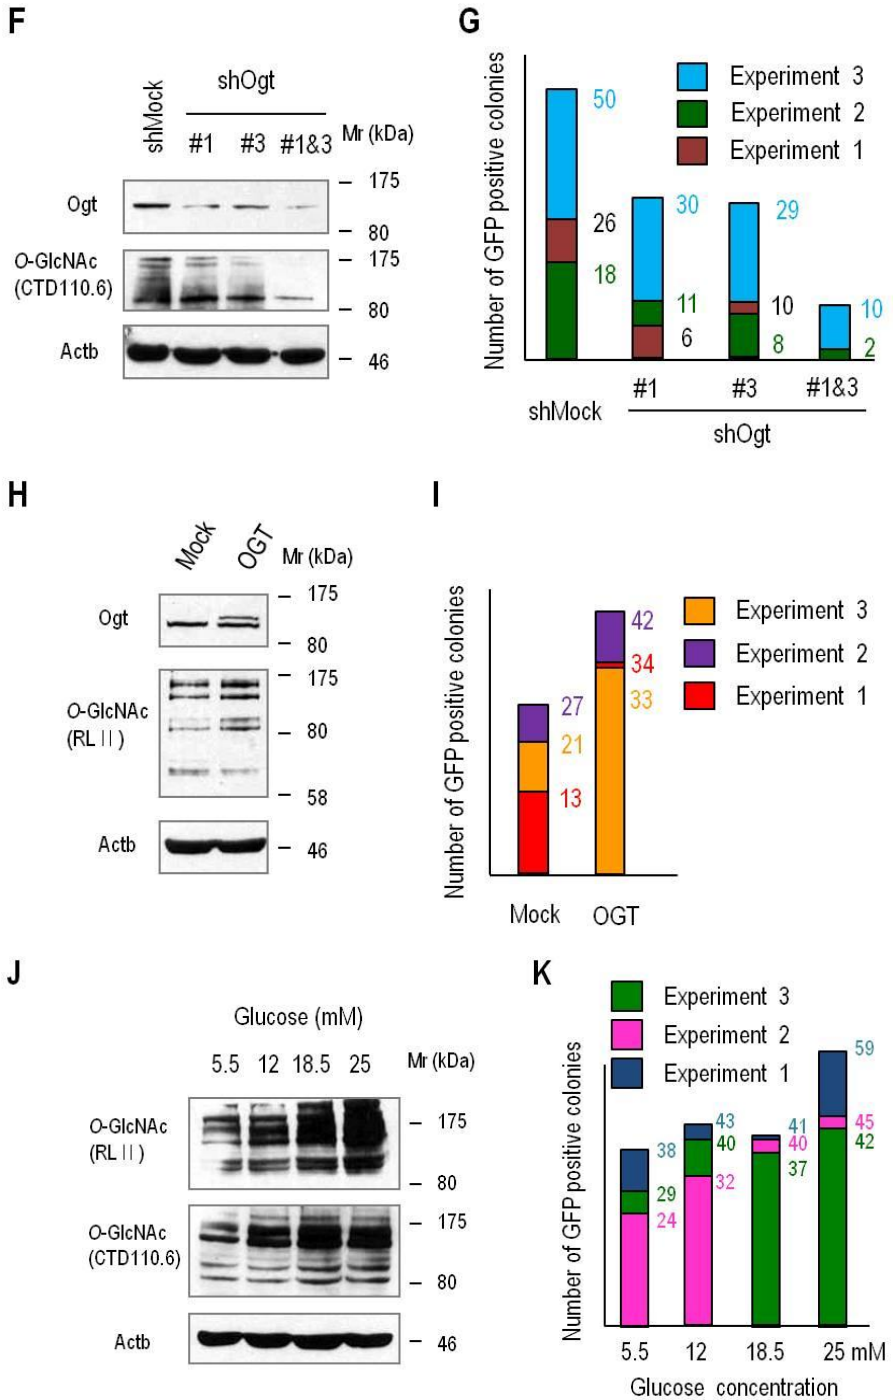 F
shMock
shOgt
#1 #3 #1&3 Mr (kDa)
Ogt
175
80
O-GlcNAc
(CTD110.6)
175
80
Actb
46
G
Number of GFP positive colonies
Experiment 3
Experiment 2
Experiment 1
50
26
18
30
11
6
29
10
8
10
2
shMock
#1 #3 #1&3
shOgt
H
Mock OGT Mr (kDa)
Ogt
175
80
O-GlcNAc
(RL II)
175
80
58
Actb
46
I
Number of GFP positive colonies
Experiment 3
Experiment 2
Experiment 1
27
21
13
42
34
33
Mock OGT
J
Glucose (mM)
5.5 12 18.5 25 Mr (kDa)
O-GlcNAc
(RL II)
175
80
O-GlcNAc
(CTD110.6)
175
80
Actb
46
K
Number of GFP positive colonies
Experiment 3
Experiment 2
Experiment 1
38
29
24
43
40
32
41
40
37
59
45
42
5.5 12 18.5 25 mM
Glucose concentration